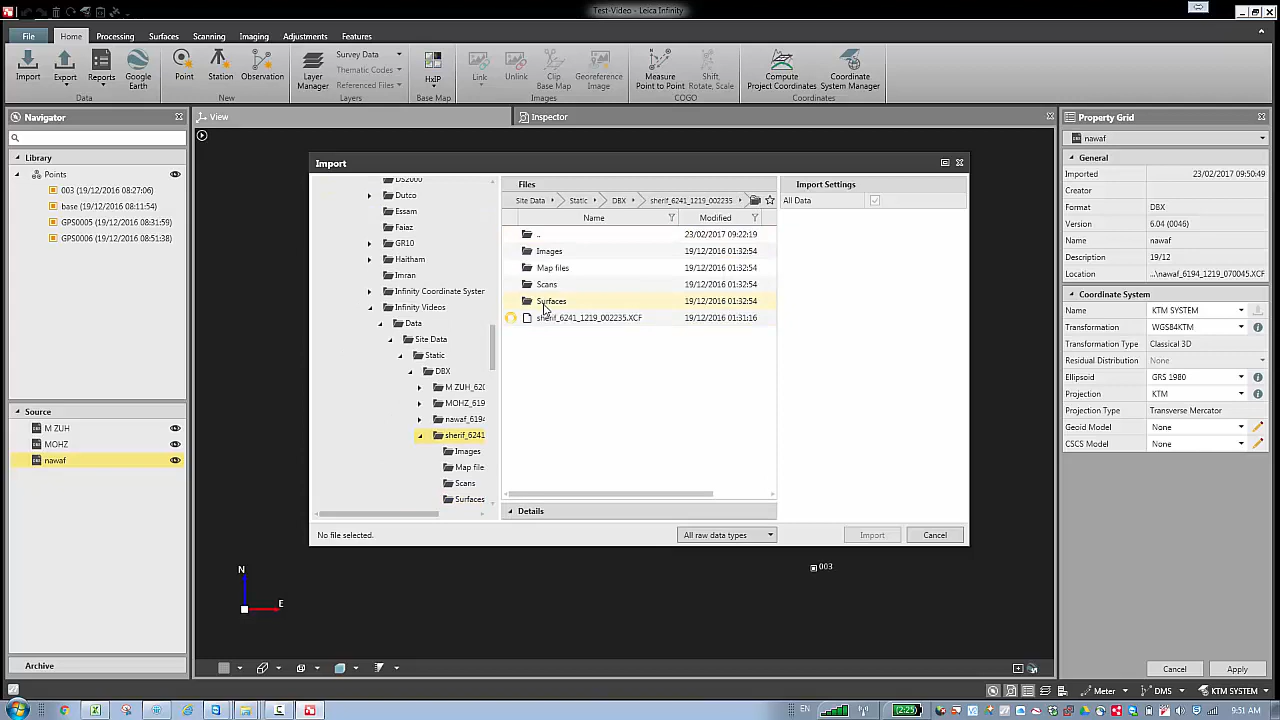 Test-Video - Leica Infinity
File Home Processing Surfaces Scanning Imaging Adjustments Features
Import Export Reports Google Earth Point Station Observation Layer Manager Survey Data Thematic Codes Referenced Files HxIP Link Unlink Clip Base Map Georeference Image Measure Point to Point Shift, Rotate, Scale Compute Project Coordinates Coordinate System Manager
Data New Layers Base Map Images COGO Coordinates
Navigator
Library
Points
003 (19/12/2016 08:27:06)
base (19/12/2016 08:11:54)
GPS0005 (19/12/2016 08:31:59)
GPS0006 (19/12/2016 08:51:38)
Source
M ZUH
MOHZ
nawaf
Archive
View Inspector
Import
DS2000
Dutco
Essam
Faiaz
GR10
Haitham
Imran
Infinity Coordinate Syster
Infinity Videos
Data
Site Data
Static
DBX
M ZUH_620
MOHZ_619
nawaf_6194
sherif_6241
Images
Map file
Scans
Surfaces
Files
Site Data Static DBX sherif_6241_1219_002235
Name Modified
.. 23/02/2017 09:22:19
Images 19/12/2016 01:32:54
Map files 19/12/2016 01:32:54
Scans 19/12/2016 01:32:54
Surfaces 19/12/2016 01:32:54
sherif_6241_1219_002235.XCF 19/12/2016 01:31:16
Details
Import Settings
All Data
No file selected. All raw data types Import Cancel
003
N
E
Property Grid
nawaf
General
Imported 23/02/2017 09:50:49
Creator
Format DBX
Version 6.04 (0046)
Name nawaf
Description 19/12
Location ...\nawaf_6194_1219_070045.XCF
Coordinate System
Name KTM SYSTEM
Transformation WGS84KTM
Transformation Type Classical 3D
Residual Distribution None
Ellipsoid GRS 1980
Projection KTM
Projection Type Transverse Mercator
Geoid Model None
CSCS Model None
Cancel Apply
Meter DMS KTM SYSTEM
EN (2:25) 9:51 AM